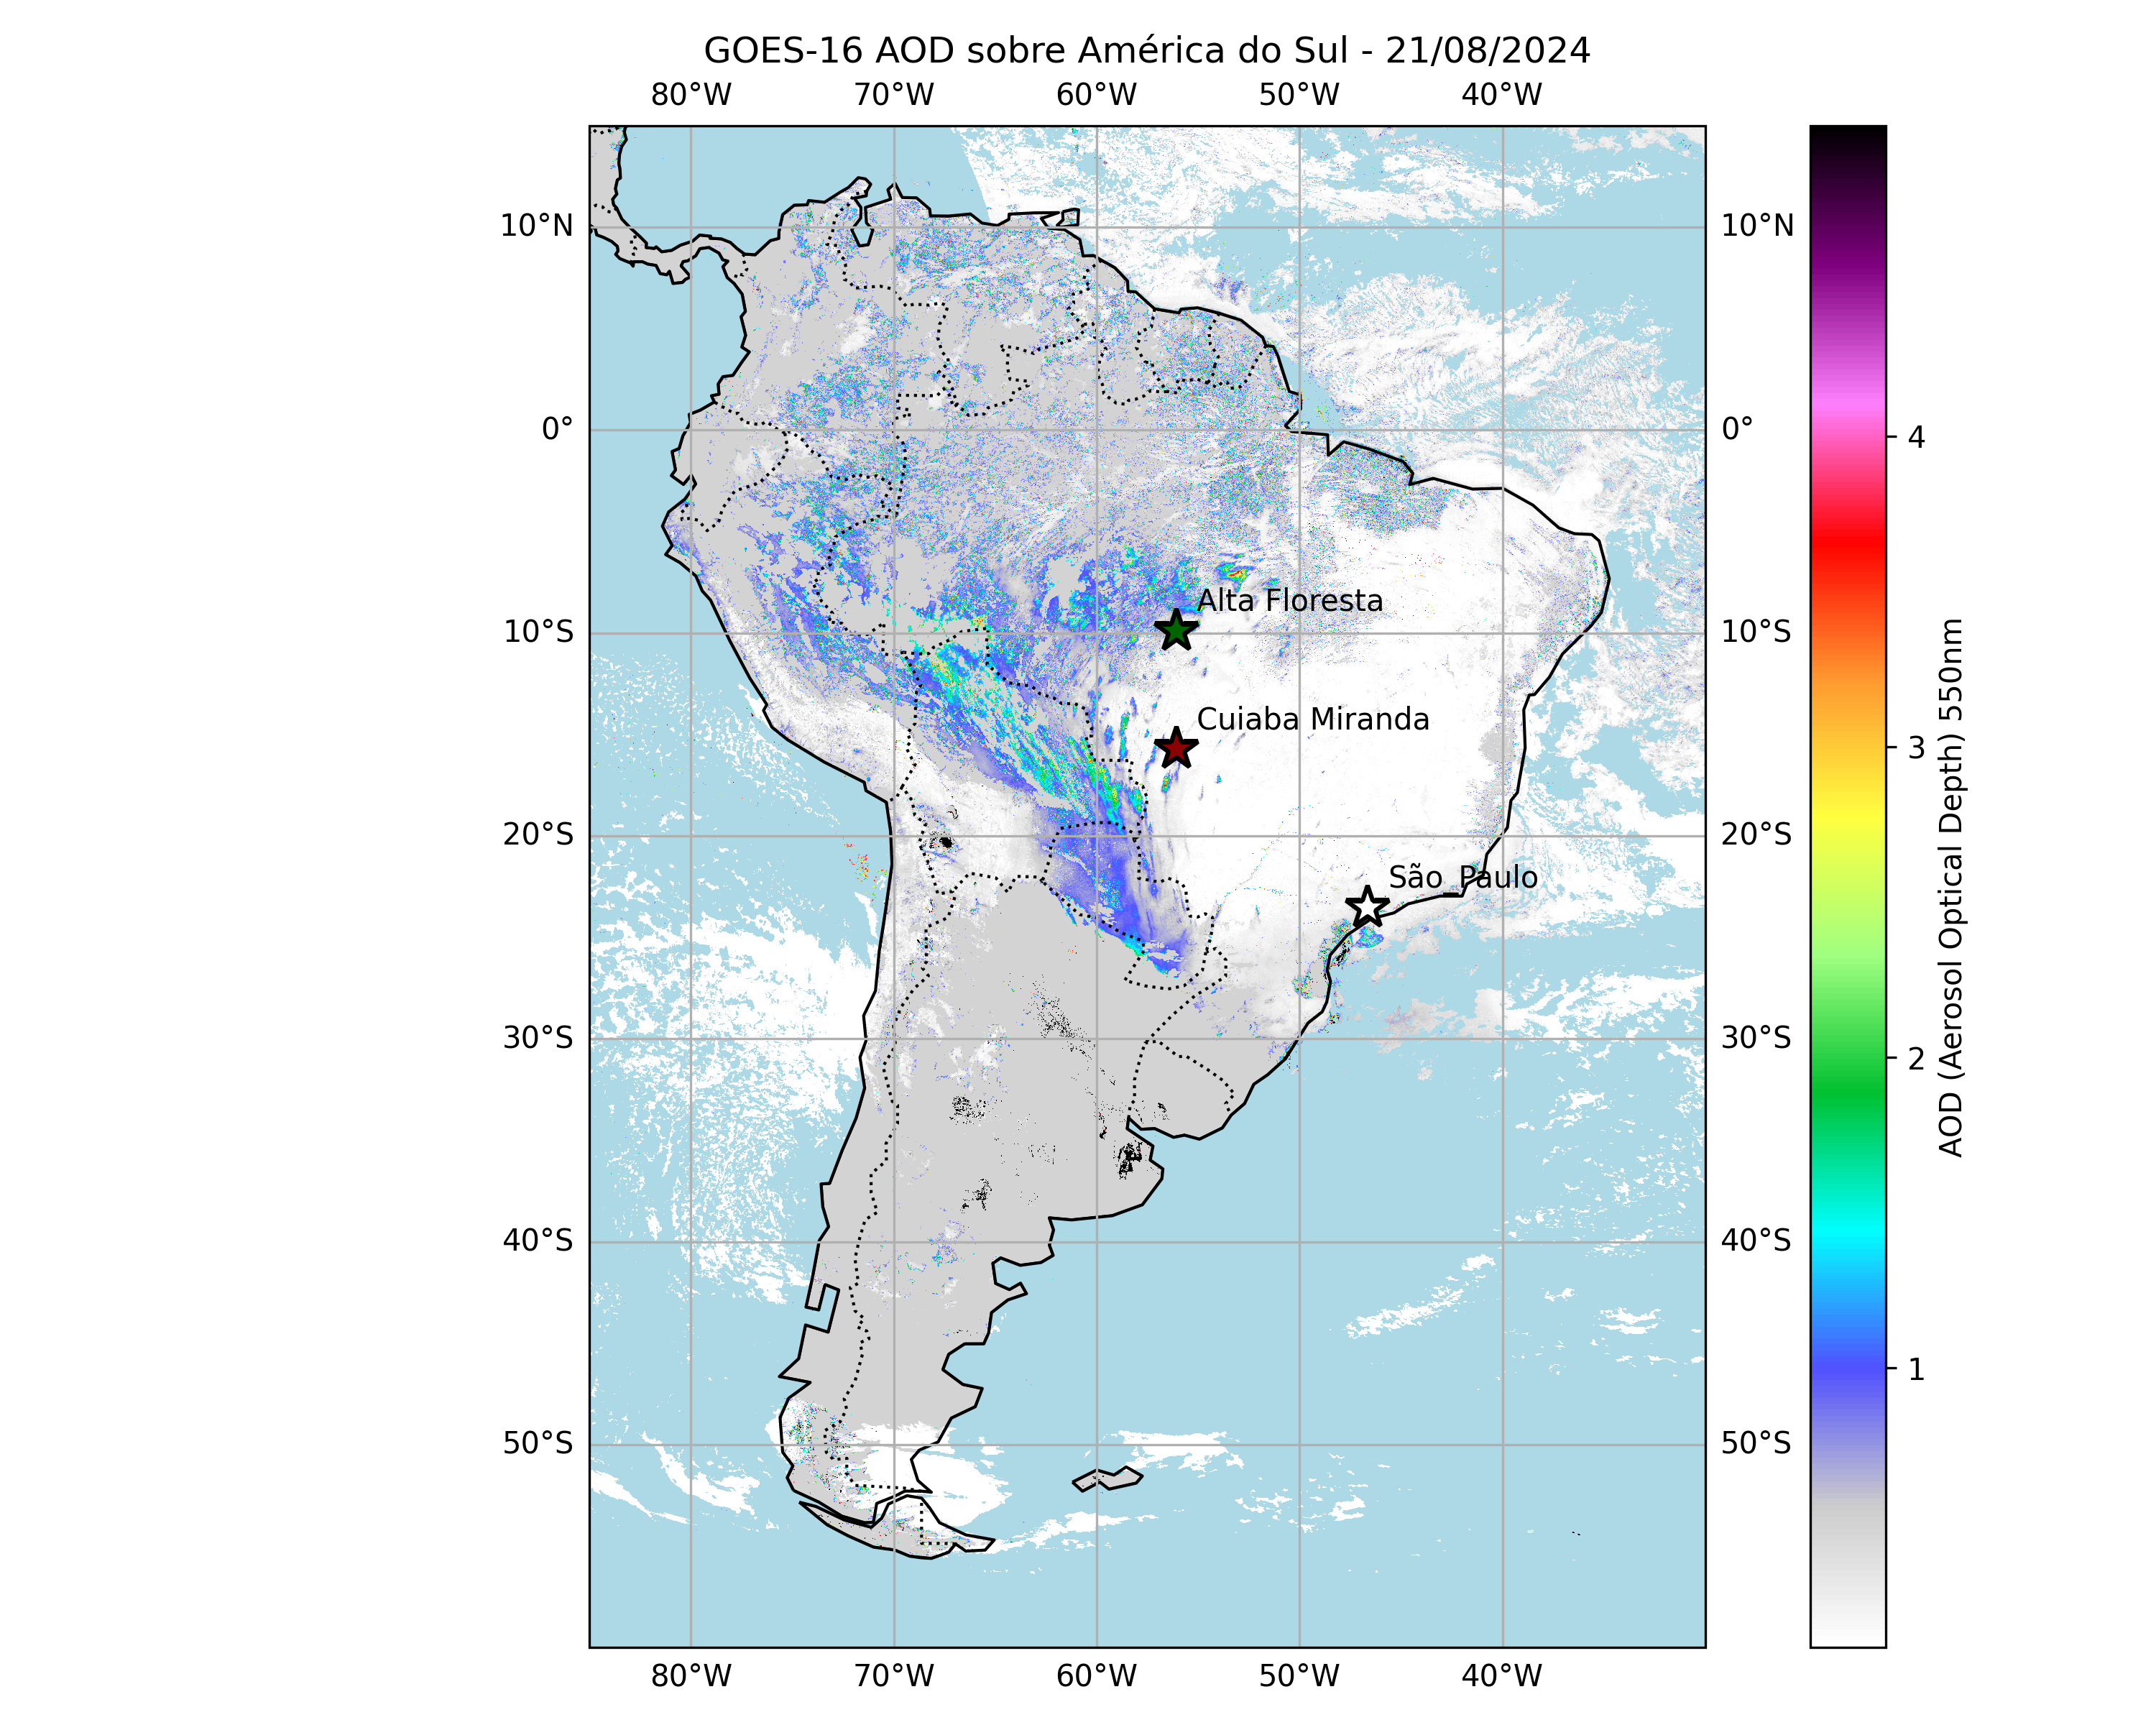 GOES-16 AOD sobre América do Sul - 21/08/2024
80°W 70°W 60°W 50°W 40°W
10°N 10°N
0° 0°
Alta Floresta
10°S 10°S
Cuiaba Miranda
20°S 20°S
São_Paulo
30°S 30°S
40°S 40°S
50°S 50°S
80°W 70°W 60°W 50°W 40°W
4
3
2
1
AOD (Aerosol Optical Depth) 550nm